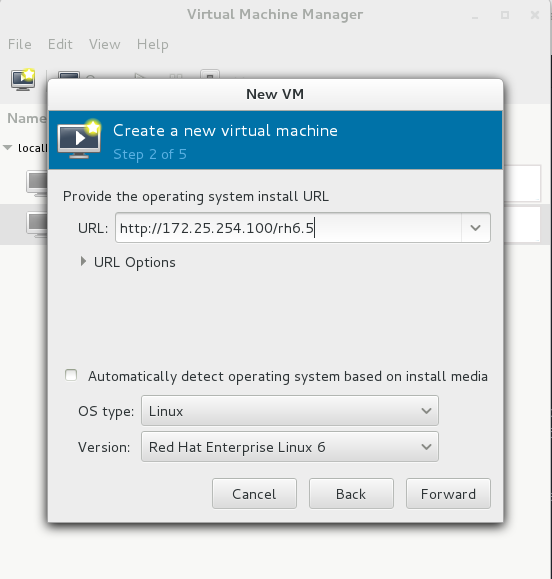 Virtual Machine Manager
File Edit View Help
New VM
Name
Create a new virtual machine
Step 2 of 5
Provide the operating system install URL
URL: http://172.25.254.100/rh6.5
URL Options
Automatically detect operating system based on install media
OS type: Linux
Version: Red Hat Enterprise Linux 6
Cancel Back Forward